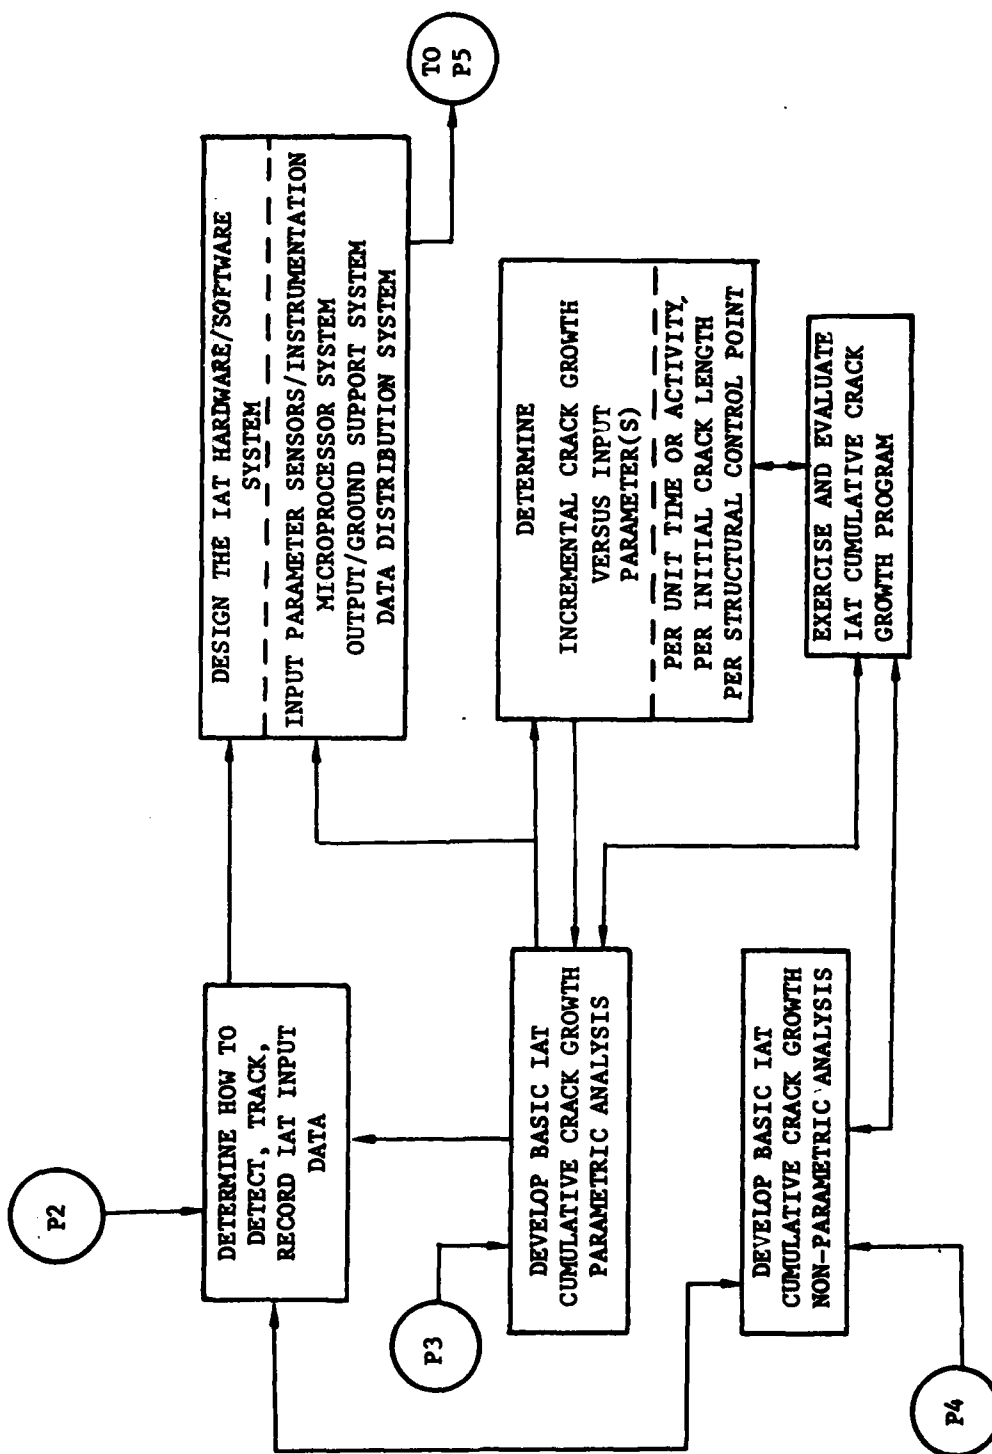 P2
DETERMINE HOW TO
DETECT, TRACK,
RECORD IAT INPUT
DATA
DESIGN THE IAT HARDWARE/SOFTWARE
SYSTEM
INPUT PARAMETER SENSORS/INSTRUMENTATION
MICROPROCESSOR SYSTEM
OUTPUT/GROUND SUPPORT SYSTEM
DATA DISTRIBUTION SYSTEM
TO
P5
P3
DEVELOP BASIC IAT
CUMULATIVE CRACK GROWTH
PARAMETRIC ANALYSIS
DETERMINE
INCREMENTAL CRACK GROWTH
VERSUS INPUT
PARAMETER(S)
PER UNIT TIME OR ACTIVITY,
PER INITIAL CRACK LENGTH
PER STRUCTURAL CONTROL POINT
P4
DEVELOP BASIC IAT
CUMULATIVE CRACK GROWTH
NON-PARAMETRIC ANALYSIS
EXERCISE AND EVALUATE
IAT CUMULATIVE CRACK
GROWTH PROGRAM